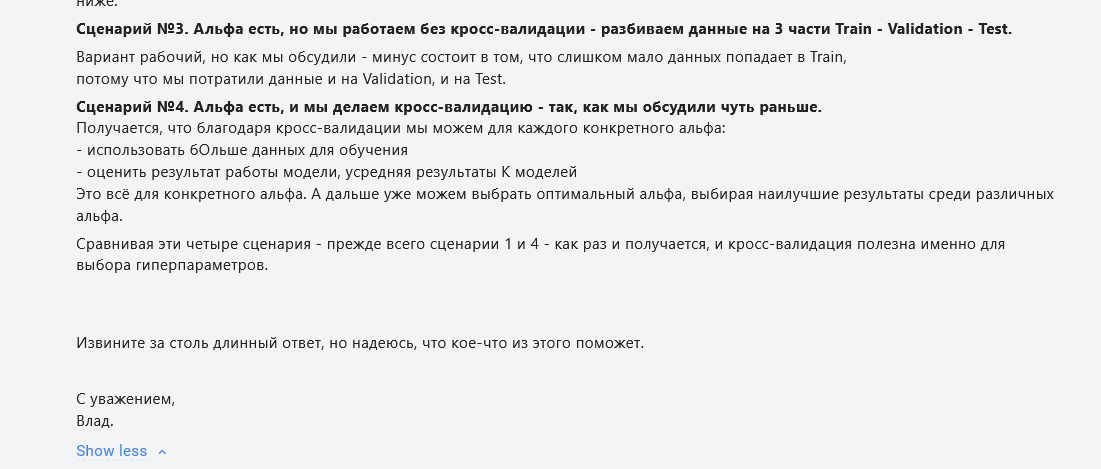 ниже.
Сценарий №3. Альфа есть, но мы работаем без кросс-валидации - разбиваем данные на 3 части Train - Validation - Test.
Вариант рабочий, но как мы обсудили - минус состоит в том, что слишком мало данных попадает в Train,
потому что мы потратили данные и на Validation, и на Test.
Сценарий №4. Альфа есть, и мы делаем кросс-валидацию - так, как мы обсудили чуть раньше.
Получается, что благодаря кросс-валидации мы можем для каждого конкретного альфа:
- использовать бОльше данных для обучения
- оценить результат работы модели, усредняя результаты K моделей
Это всё для конкретного альфа. А дальше уже можем выбрать оптимальный альфа, выбирая наилучшие результаты среди различных
альфа.
Сравнивая эти четыре сценария - прежде всего сценарии 1 и 4 - как раз и получается, и кросс-валидация полезна именно для
выбора гиперпараметров.
Извините за столь длинный ответ, но надеюсь, что кое-что из этого поможет.
С уважением,
Влад.
Show less